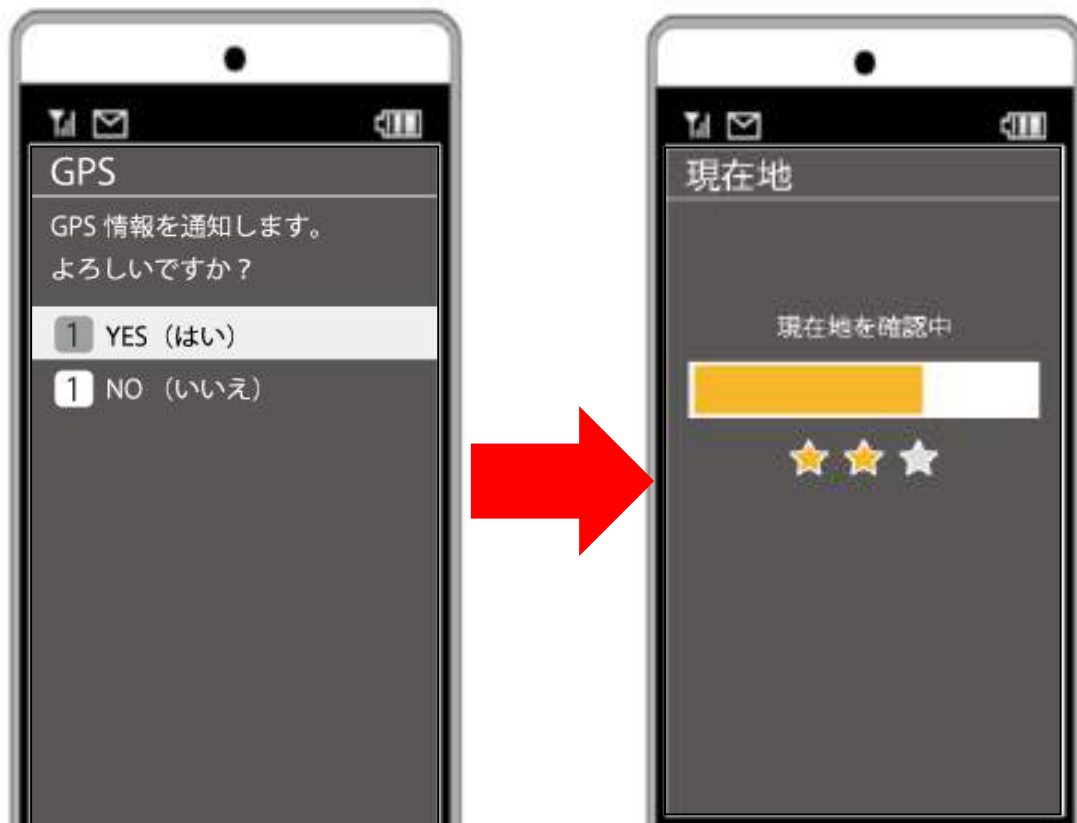 GPS
GPS 情報を通知します。
よろしいですか？
1 YES（はい）
1 NO （いいえ）
現在地
現在地を確認中